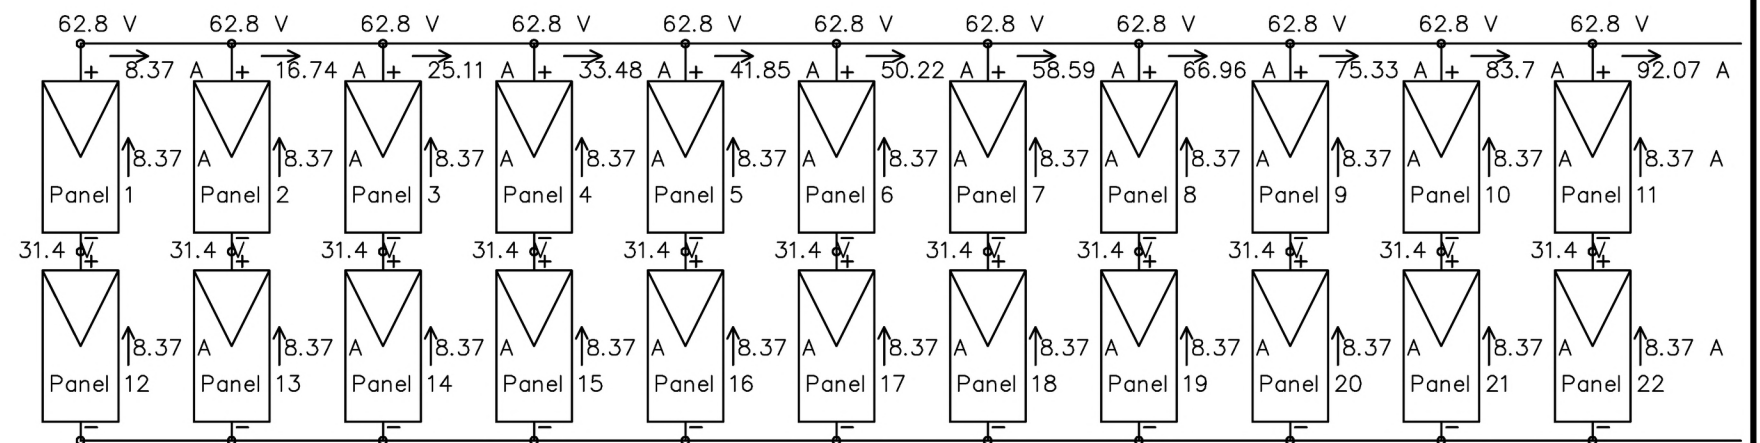 62.8 V 62.8 V 62.8 V 62.8 V 62.8 V 62.8 V 62.8 V 62.8 V 62.8 V 62.8 V 62.8 V
+ 8.37 A + 16.74 A + 25.11 A + 33.48 A + 41.85 A + 50.22 A + 58.59 A + 66.96 A + 75.33 A + 83.7 A + 92.07 A
8.37 A 8.37 A 8.37 A 8.37 A 8.37 A 8.37 A 8.37 A 8.37 A 8.37 A 8.37 A 8.37 A
Panel 1 Panel 2 Panel 3 Panel 4 Panel 5 Panel 6 Panel 7 Panel 8 Panel 9 Panel 10 Panel 11
− − − − − − − − − − −
31.4 V 31.4 V 31.4 V 31.4 V 31.4 V 31.4 V 31.4 V 31.4 V 31.4 V 31.4 V 31.4 V
+ + + + + + + + + + +
8.37 A 8.37 A 8.37 A 8.37 A 8.37 A 8.37 A 8.37 A 8.37 A 8.37 A 8.37 A 8.37 A
Panel 12 Panel 13 Panel 14 Panel 15 Panel 16 Panel 17 Panel 18 Panel 19 Panel 20 Panel 21 Panel 22
− − − − − − − − − − −